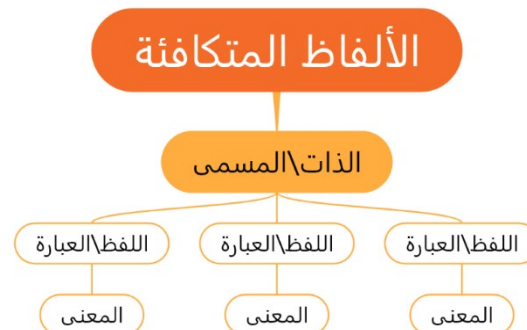 الألفاظ المتكافئة
الذات\المسمى
اللفظ\العبارة
اللفظ\العبارة
اللفظ\العبارة
المعنى
المعنى
المعنى